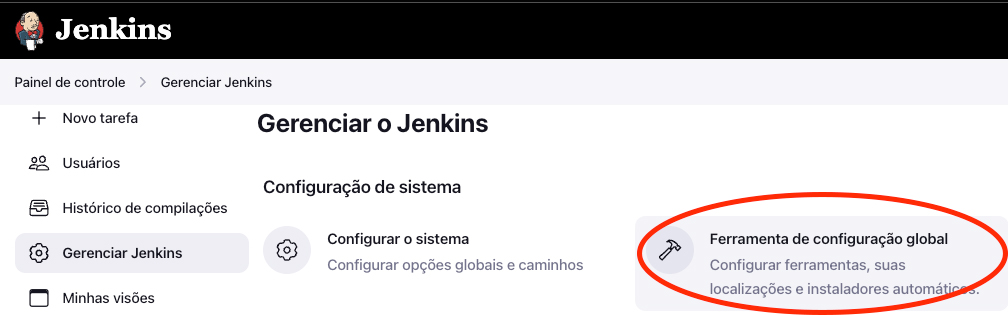 Jenkins
Painel de controle > Gerenciar Jenkins
Novo tarefa
Usuários
Histórico de compilações
Gerenciar Jenkins
Minhas visões
Gerenciar o Jenkins
Configuração de sistema
Configurar o sistema
Configurar opções globais e caminhos
Ferramenta de configuração global
Configurar ferramentas, suas
localizações e instaladores automáticos.